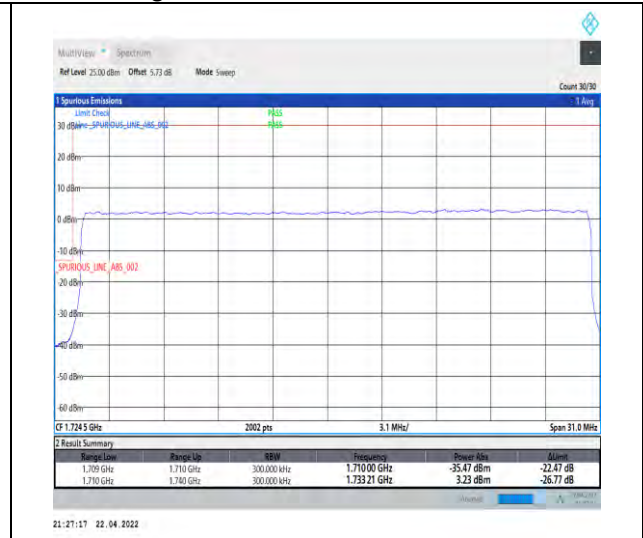 MultiView Spectrum
Ref Level 25.00 dBm Offset 5.73 dB Mode Sweep
Count 30/30
1 Spurious Emissions 1 Avg
Limit Check PASS
30 dBm _SPURIOUS_LINE_ABS_002 PASS
20 dBm
10 dBm
0 dBm
-10 dBm
_SPURIOUS_LINE_ABS_002
-20 dBm
-30 dBm
-40 dBm
-50 dBm
-60 dBm
CF 1.7245 GHz 2002 pts 3.1 MHz/ Span 31.0 MHz
2 Result Summary
Range Low Range Up RBW Frequency Power Abs ΔLimit
1.709 GHz 1.710 GHz 300.000 kHz 1.71000 GHz -35.47 dBm -22.47 dB
1.710 GHz 1.740 GHz 300.000 kHz 1.73321 GHz 3.23 dBm -26.77 dB
21:27:17 22.04.2022